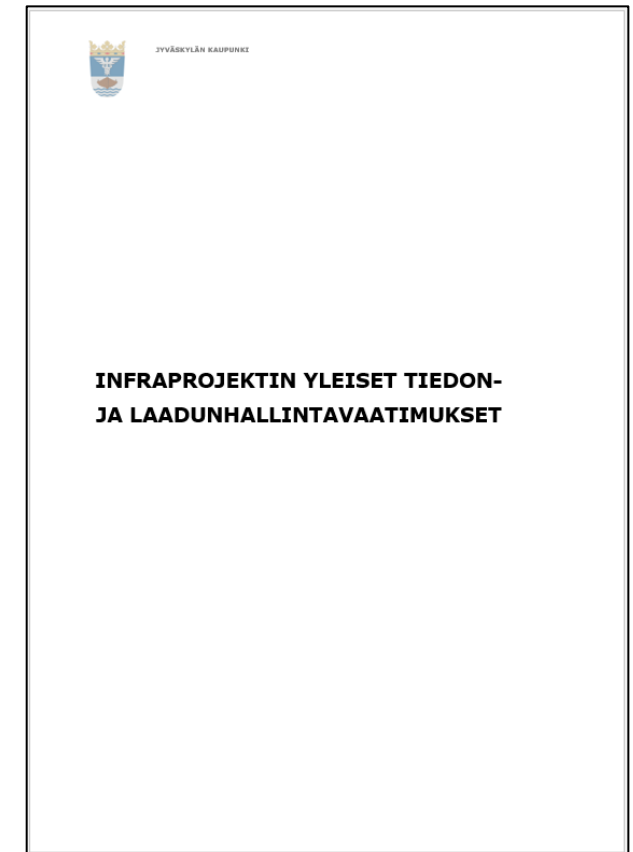 JYVÄSKYLÄN KAUPUNKI
INFRAPROJEKTIN YLEISET TIEDON-
JA LAADUNHALLINTAVAATIMUKSET